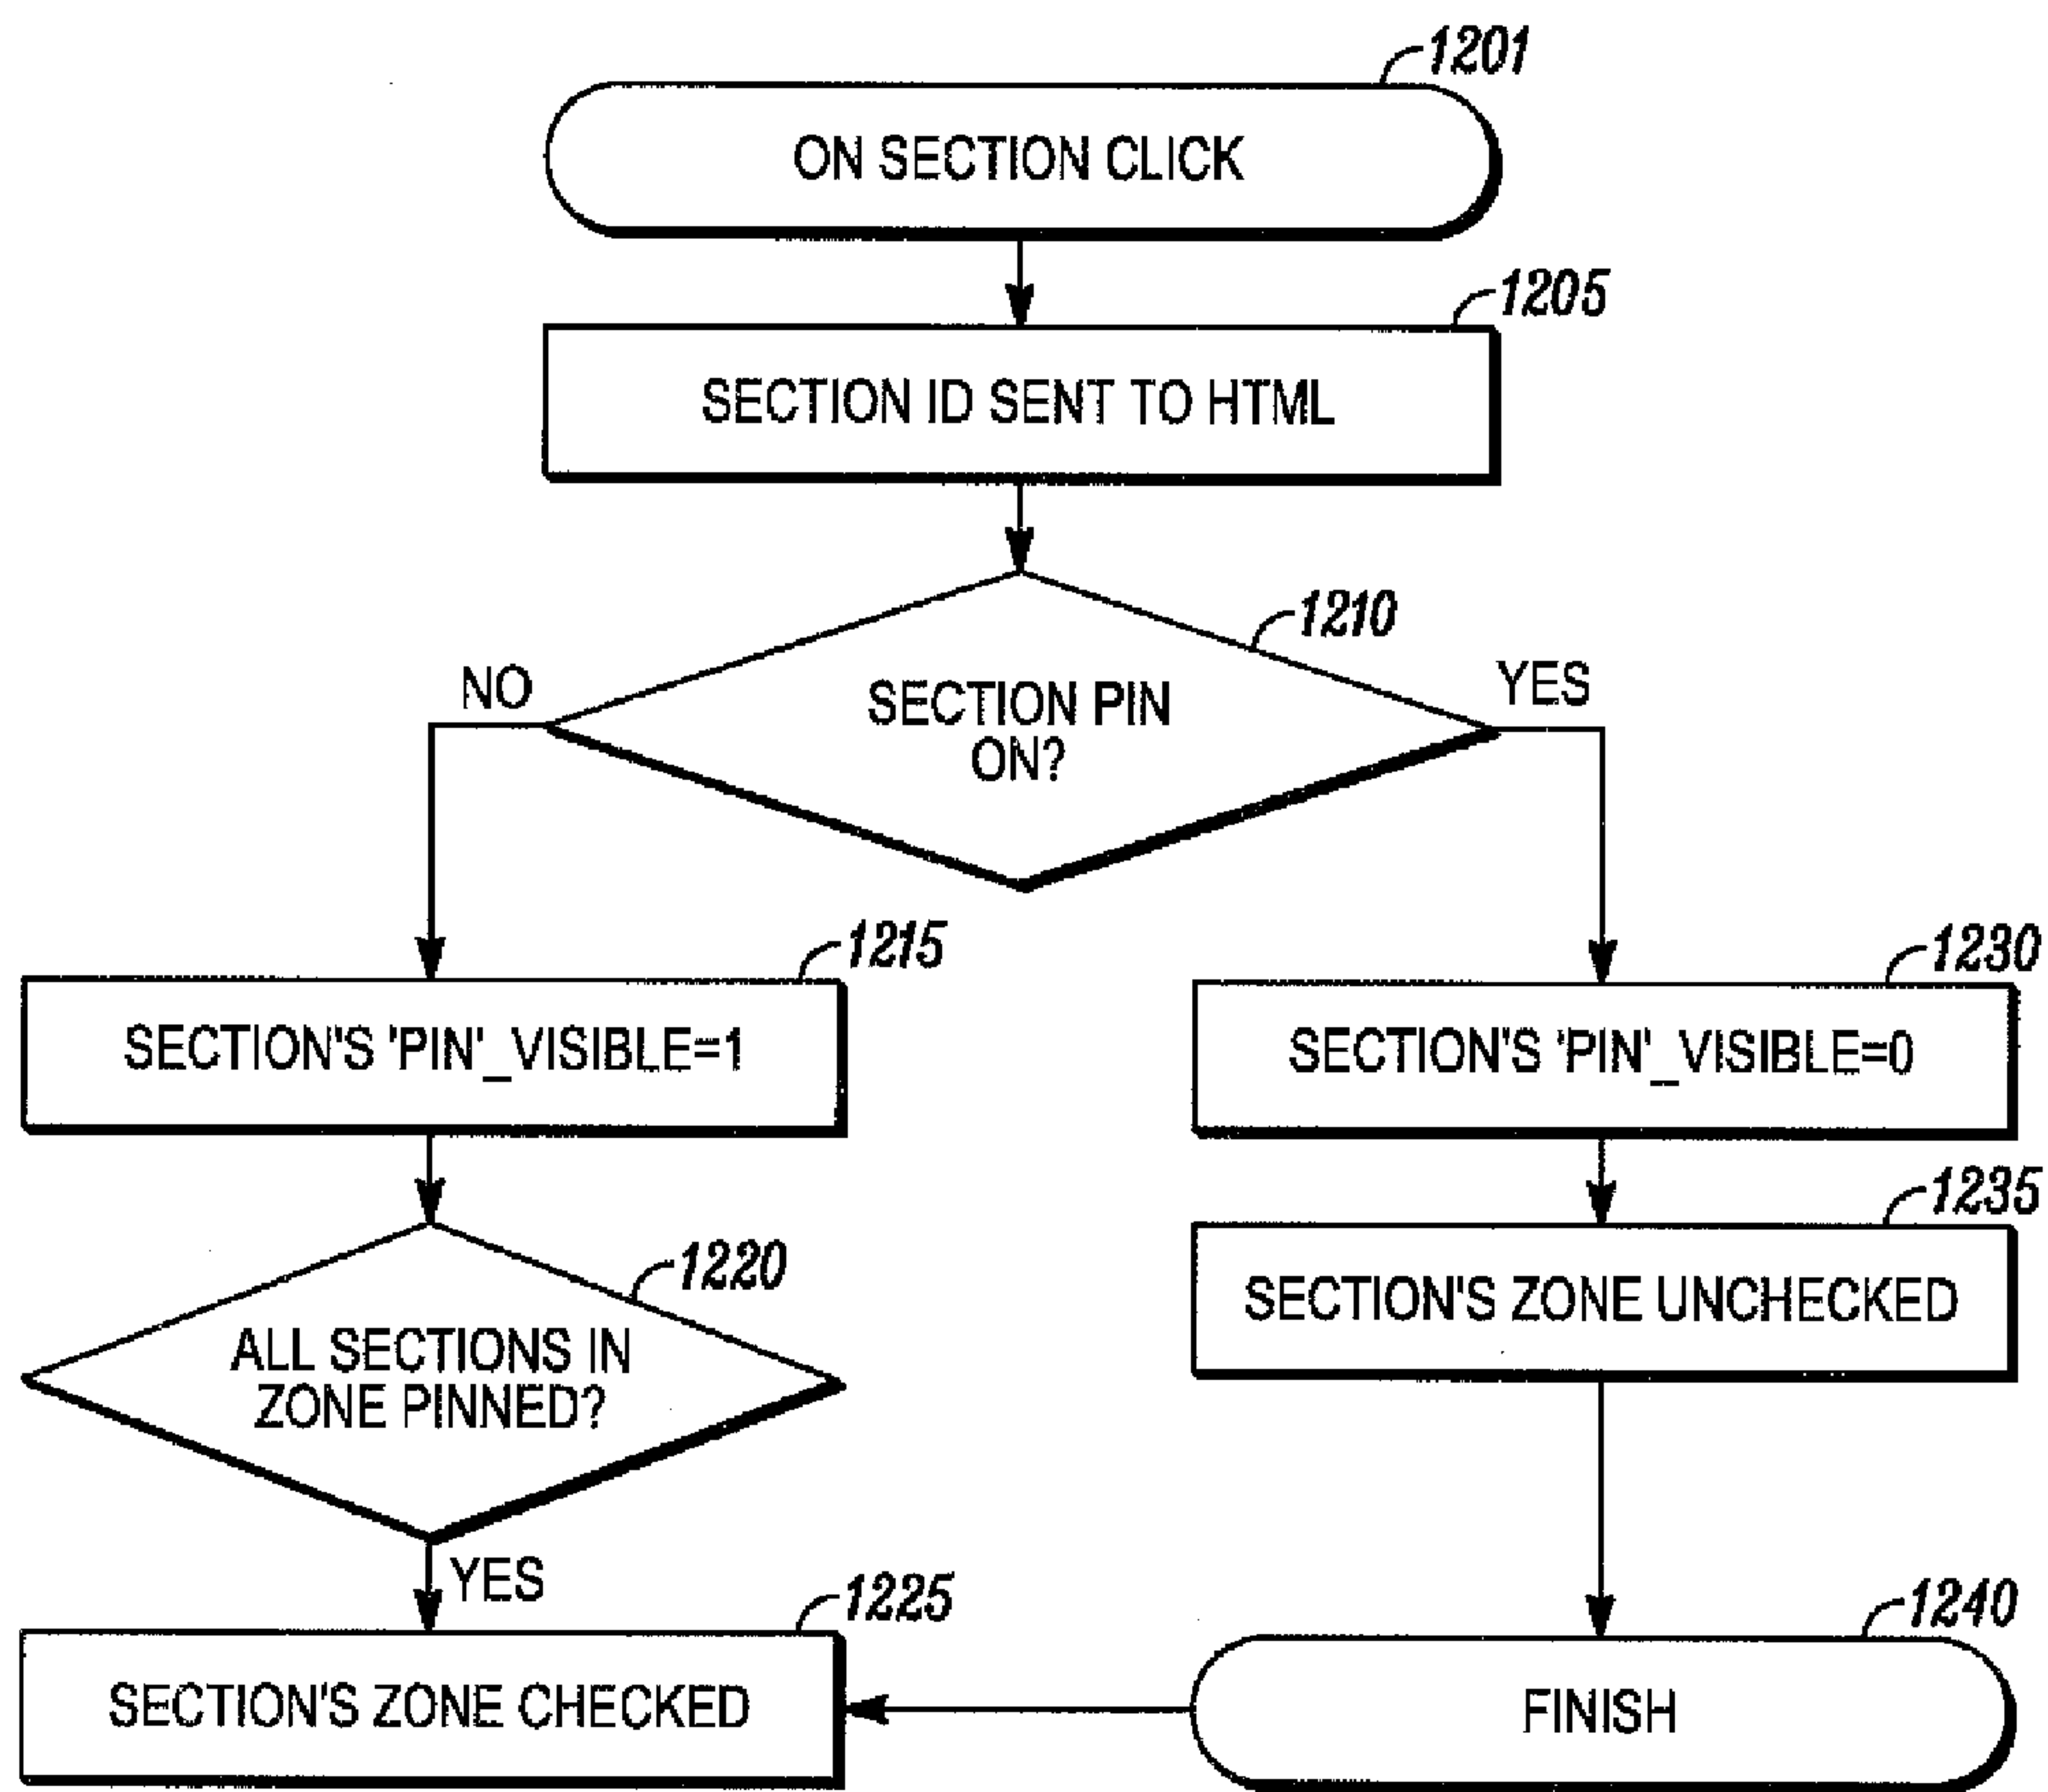 1201
ON SECTION CLICK
1205
SECTION ID SENT TO HTML
1210
NO
YES
SECTION PIN
ON?
1215
SECTION'S 'PIN'_VISIBLE=1
1230
SECTION'S 'PIN'_VISIBLE=0
1220
ALL SECTIONS IN
ZONE PINNED?
1235
SECTION'S ZONE UNCHECKED
YES
1225
SECTION'S ZONE CHECKED
1240
FINISH